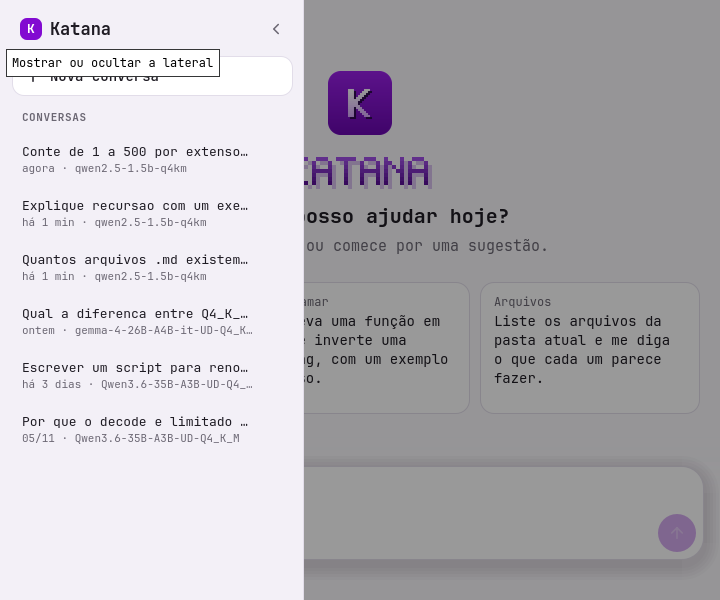 K Katana
Mostrar ou ocultar a lateral
Nova conversa
CONVERSAS
Conte de 1 a 500 por extenso…
agora · qwen2.5-1.5b-q4km
Explique recursao com um exe…
há 1 min · qwen2.5-1.5b-q4km
Quantos arquivos .md existem…
há 1 min · qwen2.5-1.5b-q4km
Qual a diferenca entre Q4_K_…
ontem · gemma-4-26B-A4B-it-UD-Q4_K…
Escrever um script para reno…
há 3 dias · Qwen3.6-35B-A3B-UD-Q4_…
Por que o decode e limitado …
05/11 · Qwen3.6-35B-A3B-UD-Q4_K_M
K
KATANA
posso ajudar hoje?
ou comece por uma sugestão.
amar
eva uma função em
e inverte uma
ng, com um exemplo
so.
Arquivos
Liste os arquivos da
pasta atual e me diga
o que cada um parece
fazer.